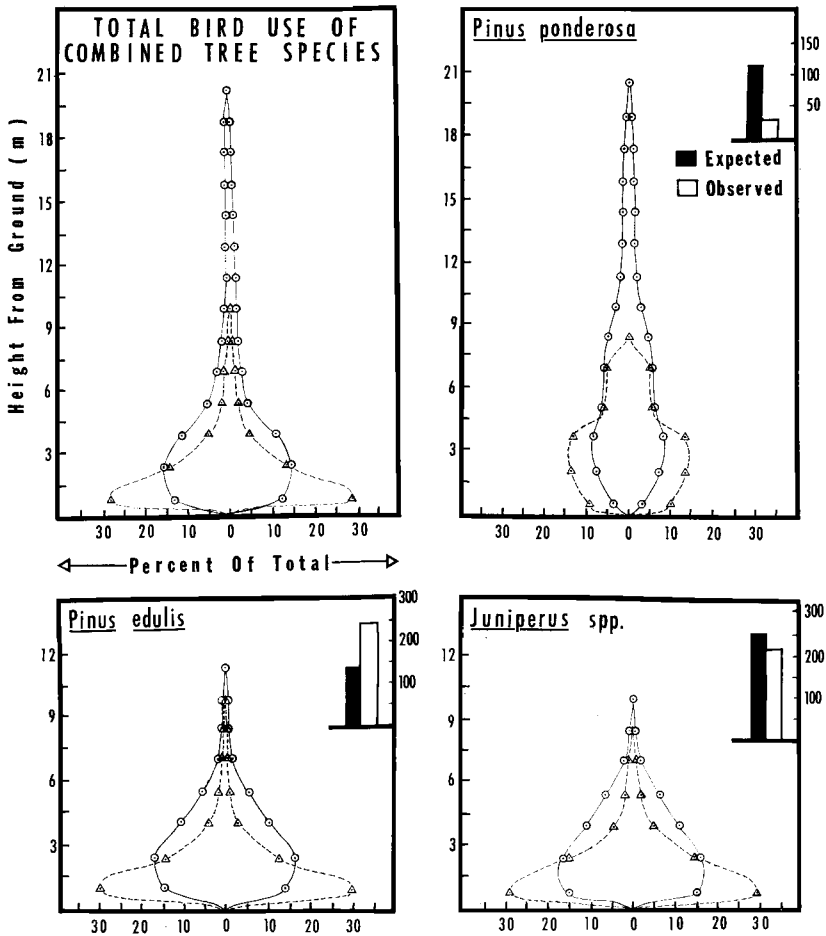 TOTAL BIRD USE OF
COMBINED TREE SPECIES
Height From Ground (m)
21
18
15
12
9
6
3
30 20 10 0 10 20 30
Percent Of Total
Pinus ponderosa
150
100
50
Expected
Observed
21
18
15
12
9
6
3
30 20 10 0 10 20 30
Pinus edulis
300
200
100
12
9
6
3
30 20 10 0 10 20 30
Juniperus spp.
300
200
100
12
9
6
3
30 20 10 0 10 20 30